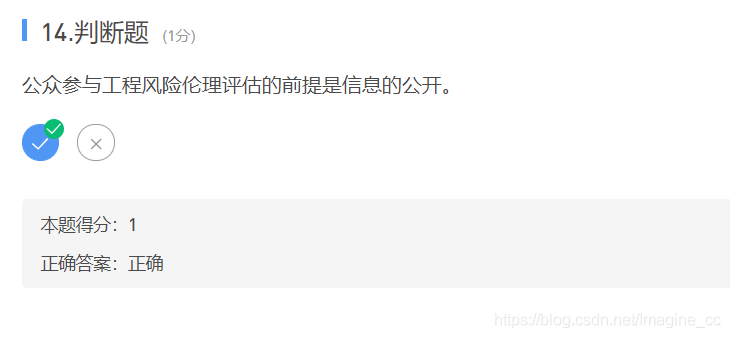 14.判断题 (1分)
公众参与工程风险伦理评估的前提是信息的公开。
本题得分：1
正确答案：正确
https://blog.csdn.net/Imagine_cc